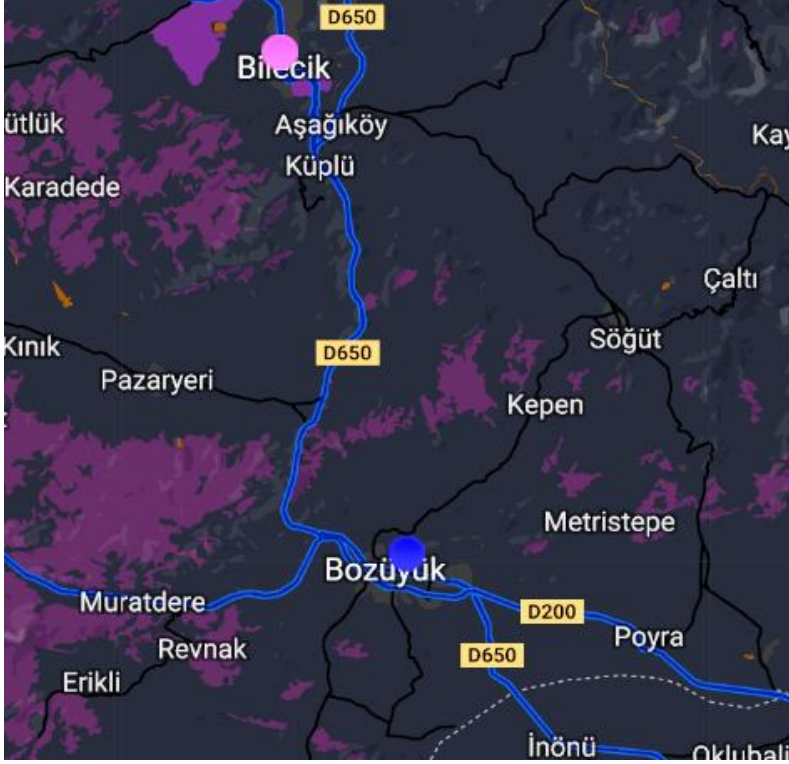 D650
Bilecik
Aşağıköy
ütlük
Kay
Küplü
Karadede
Çaltı
Söğüt
Kınık
D650
Pazaryeri
Kepen
Metristepe
Bozüyük
Muratdere
D200
Poyra
Revnak
D650
Erikli
İnönü
Oklubali